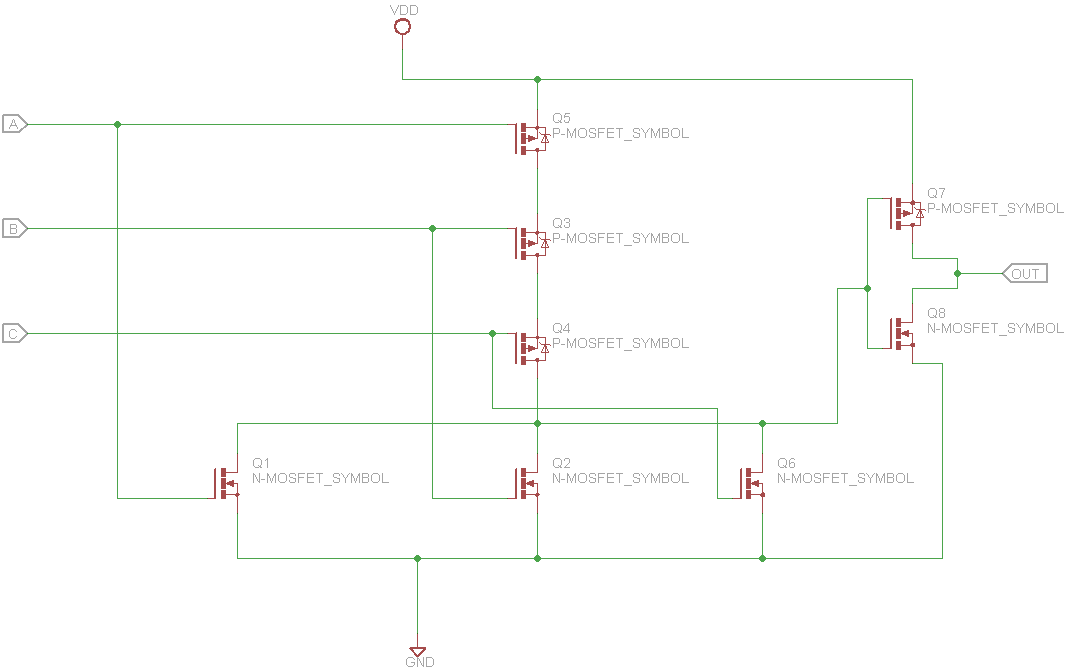 VDD
A
Q5
P-MOSFET_SYMBOL
Q7
P-MOSFET_SYMBOL
B
Q3
P-MOSFET_SYMBOL
OUT
C
Q4
P-MOSFET_SYMBOL
Q8
N-MOSFET_SYMBOL
Q1
N-MOSFET_SYMBOL
Q2
N-MOSFET_SYMBOL
Q6
N-MOSFET_SYMBOL
GND